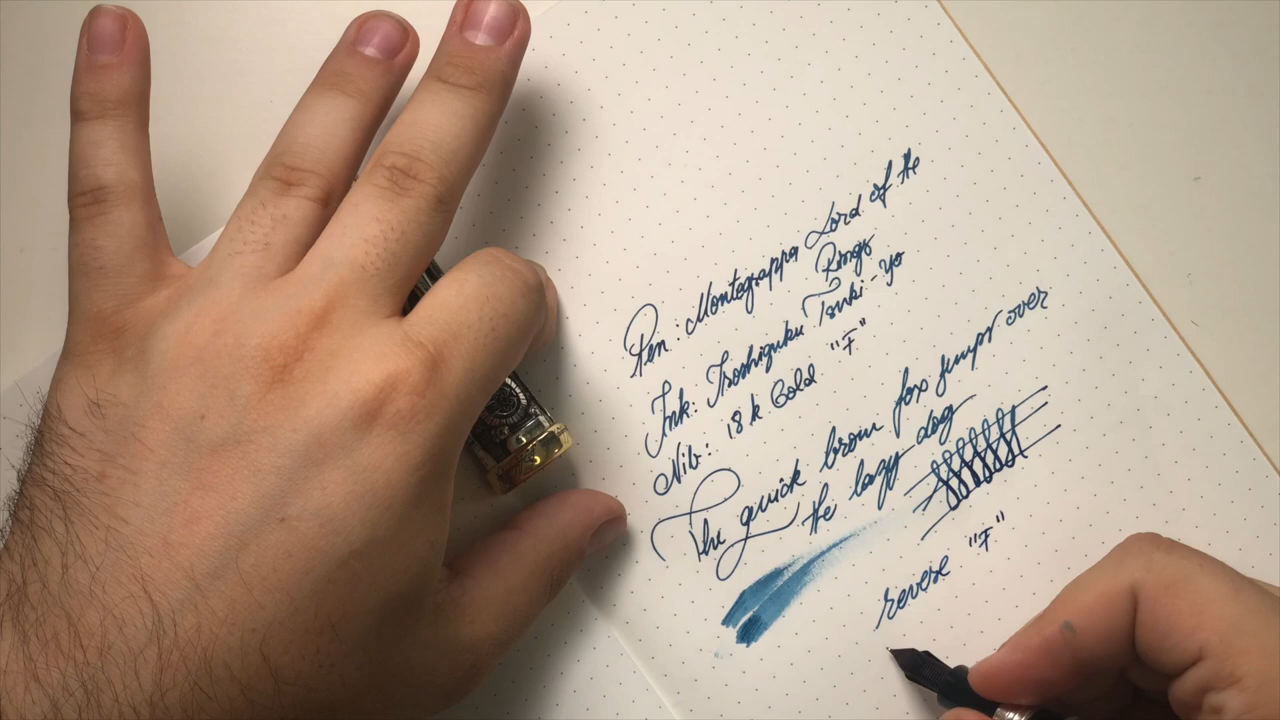 Pen: Montegrappa Lord of the
Rings
Ink: Iroshizuku Tsuki-yo
Nib: 18k Gold "F"
The quick brown fox jumps over
the lazy dog
reverse "F"